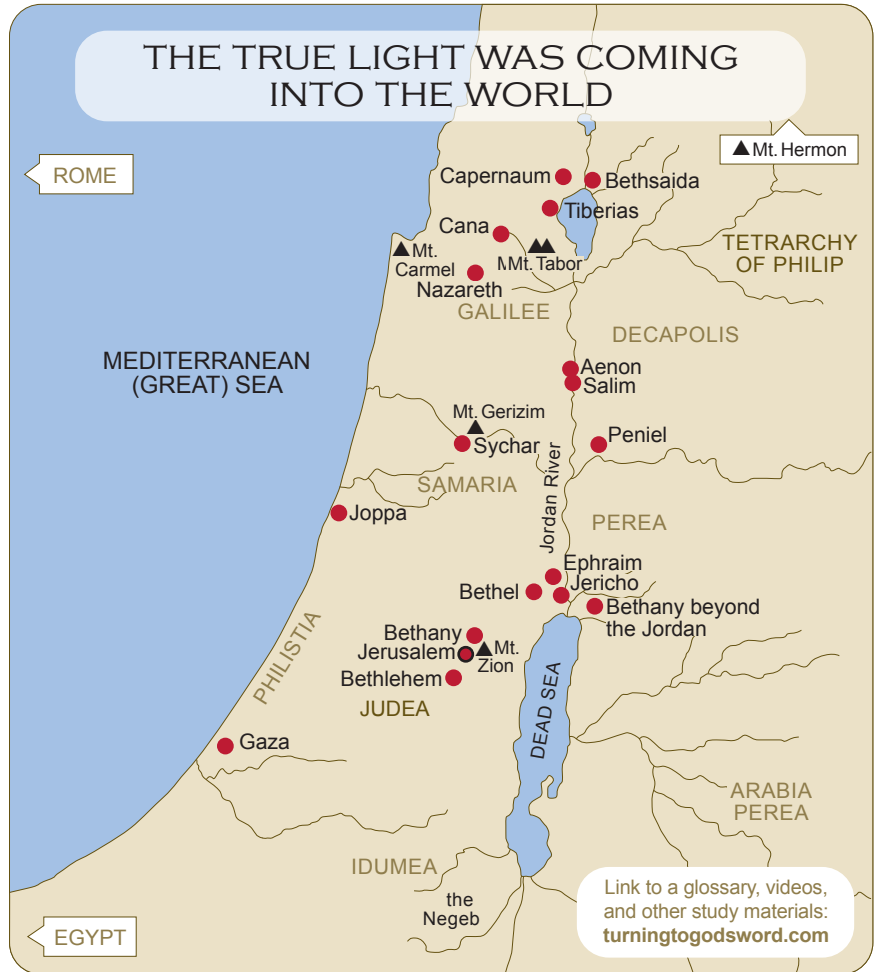 THE TRUE LIGHT WAS COMING
INTO THE WORLD
Mt. Hermon
ROME
Capernaum
Bethsaida
Tiberias
Cana
TETRARCHY
OF PHILIP
Mt.
Carmel
MMt. Tabor
Nazareth
GALILEE
DECAPOLIS
MEDITERRANEAN
(GREAT) SEA
Aenon
Salim
Mt. Gerizim
Sychar
Peniel
SAMARIA
Jordan River
Joppa
PEREA
Ephraim
Jericho
Bethel
Bethany beyond
the Jordan
Bethany
Jerusalem
Mt.
Zion
Bethlehem
PHILISTIA
JUDEA
DEAD SEA
Gaza
ARABIA
PEREA
IDUMEA
the
Negeb
Link to a glossary, videos,
and other study materials:
turningtogodsword.com
EGYPT